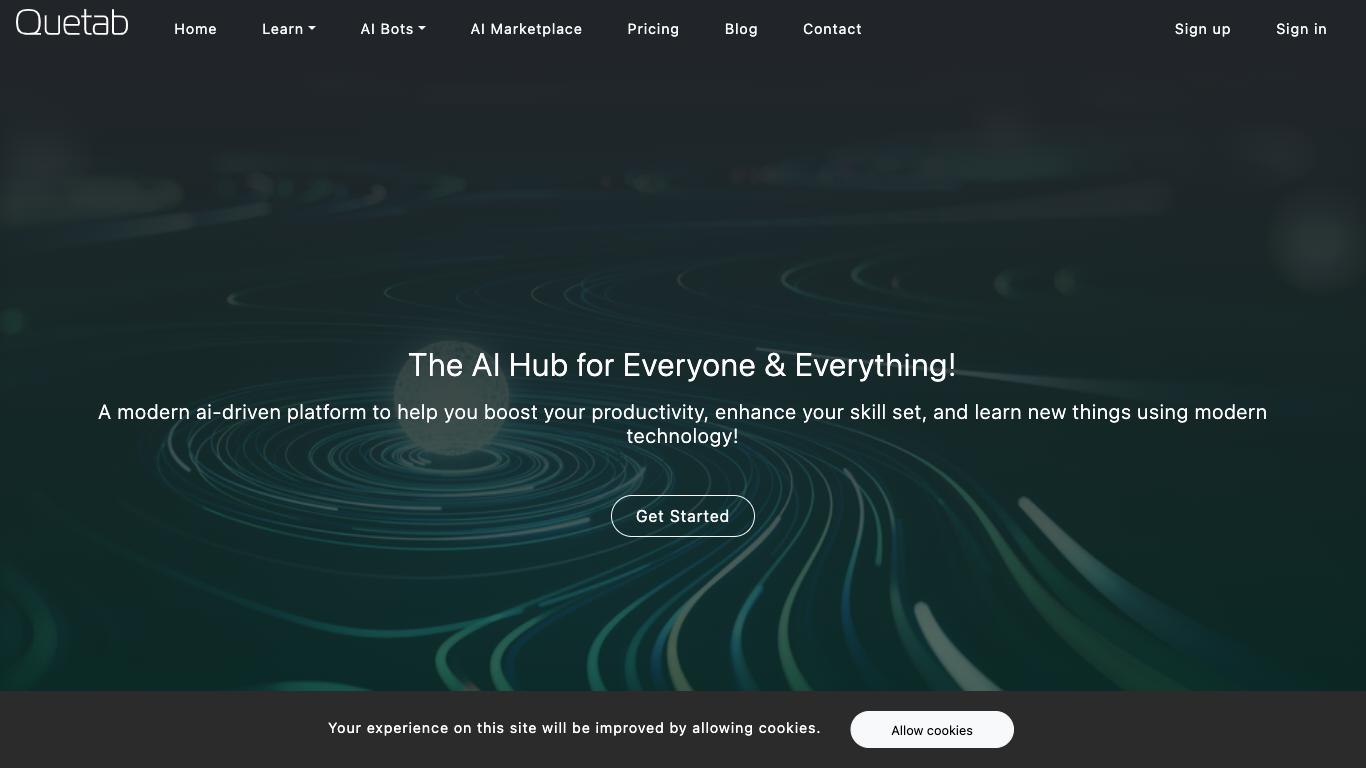 Quetab
Home
Learn
AI Bots
AI Marketplace
Pricing
Blog
Contact
Sign up
Sign in
The AI Hub for Everyone & Everything!
A modern ai-driven platform to help you boost your productivity, enhance your skill set, and learn new things using modern
technology!
Get Started
Your experience on this site will be improved by allowing cookies.
Allow cookies